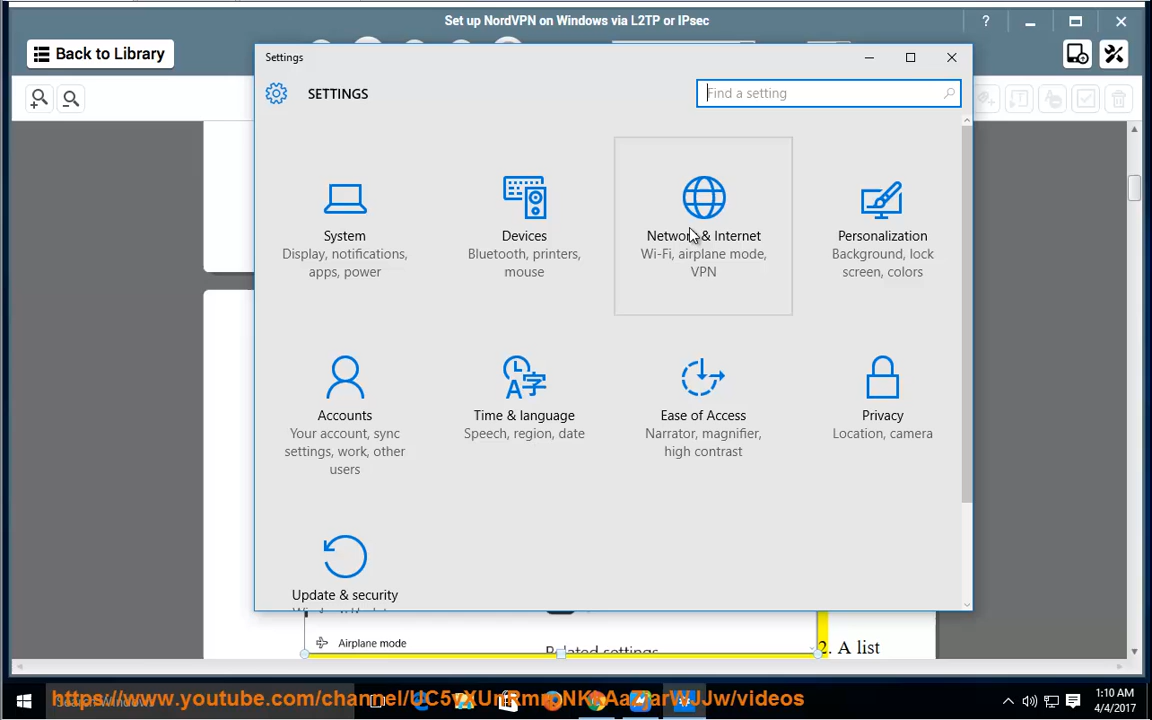 Set up NordVPN on Windows via L2TP or IPsec
?
Back to Library
Settings
SETTINGS
Find a setting
System
Display, notifications,
apps, power
Devices
Bluetooth, printers,
mouse
Network & Internet
Wi-Fi, airplane mode,
VPN
Personalization
Background, lock
screen, colors
Accounts
Your account, sync
settings, work, other
users
Time & language
Speech, region, date
Ease of Access
Narrator, magnifier,
high contrast
Privacy
Location, camera
Update & security
Airplane mode
Related settings
2. A list
1:10 AM
4/4/2017